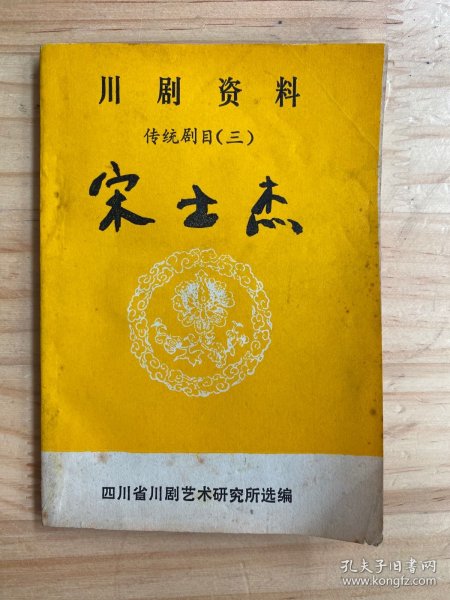 川剧资料
传统剧目(三)
宋士杰
四川省川剧艺术研究所选编
孔夫子旧书网
www.kongfz.com